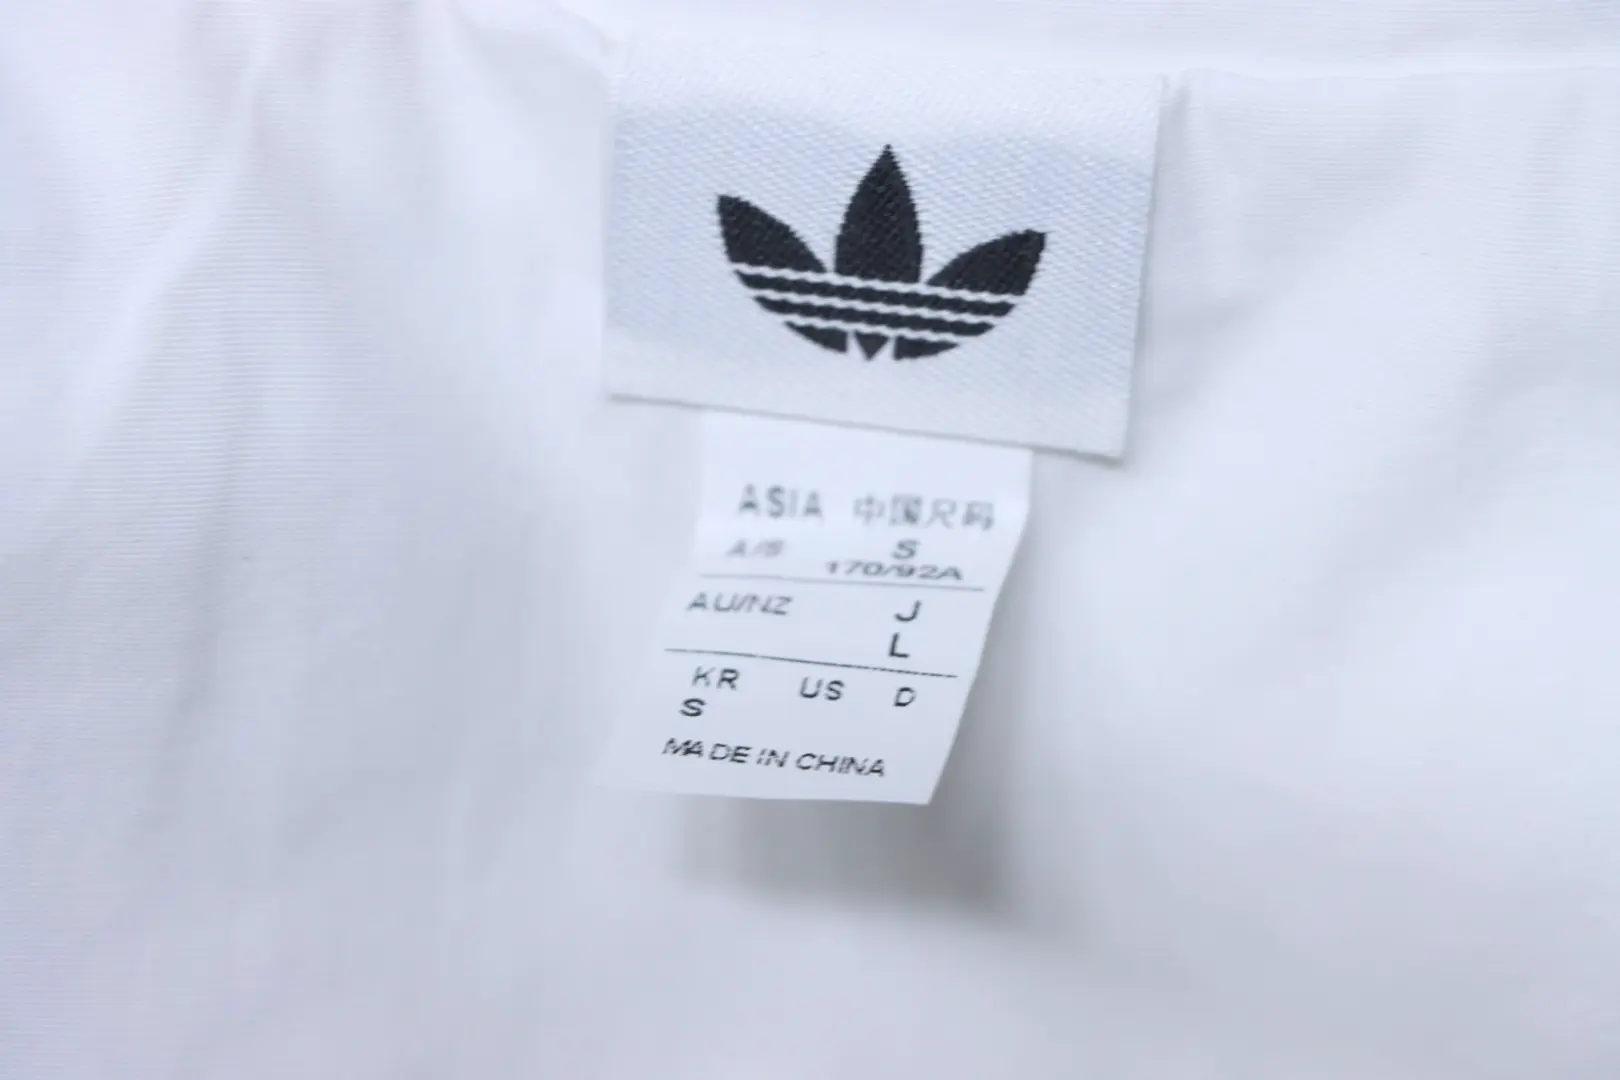 ASIA 中国尺码
A/S S
170/92A
AU/NZ J
L
KR US D
S
MADE IN CHINA